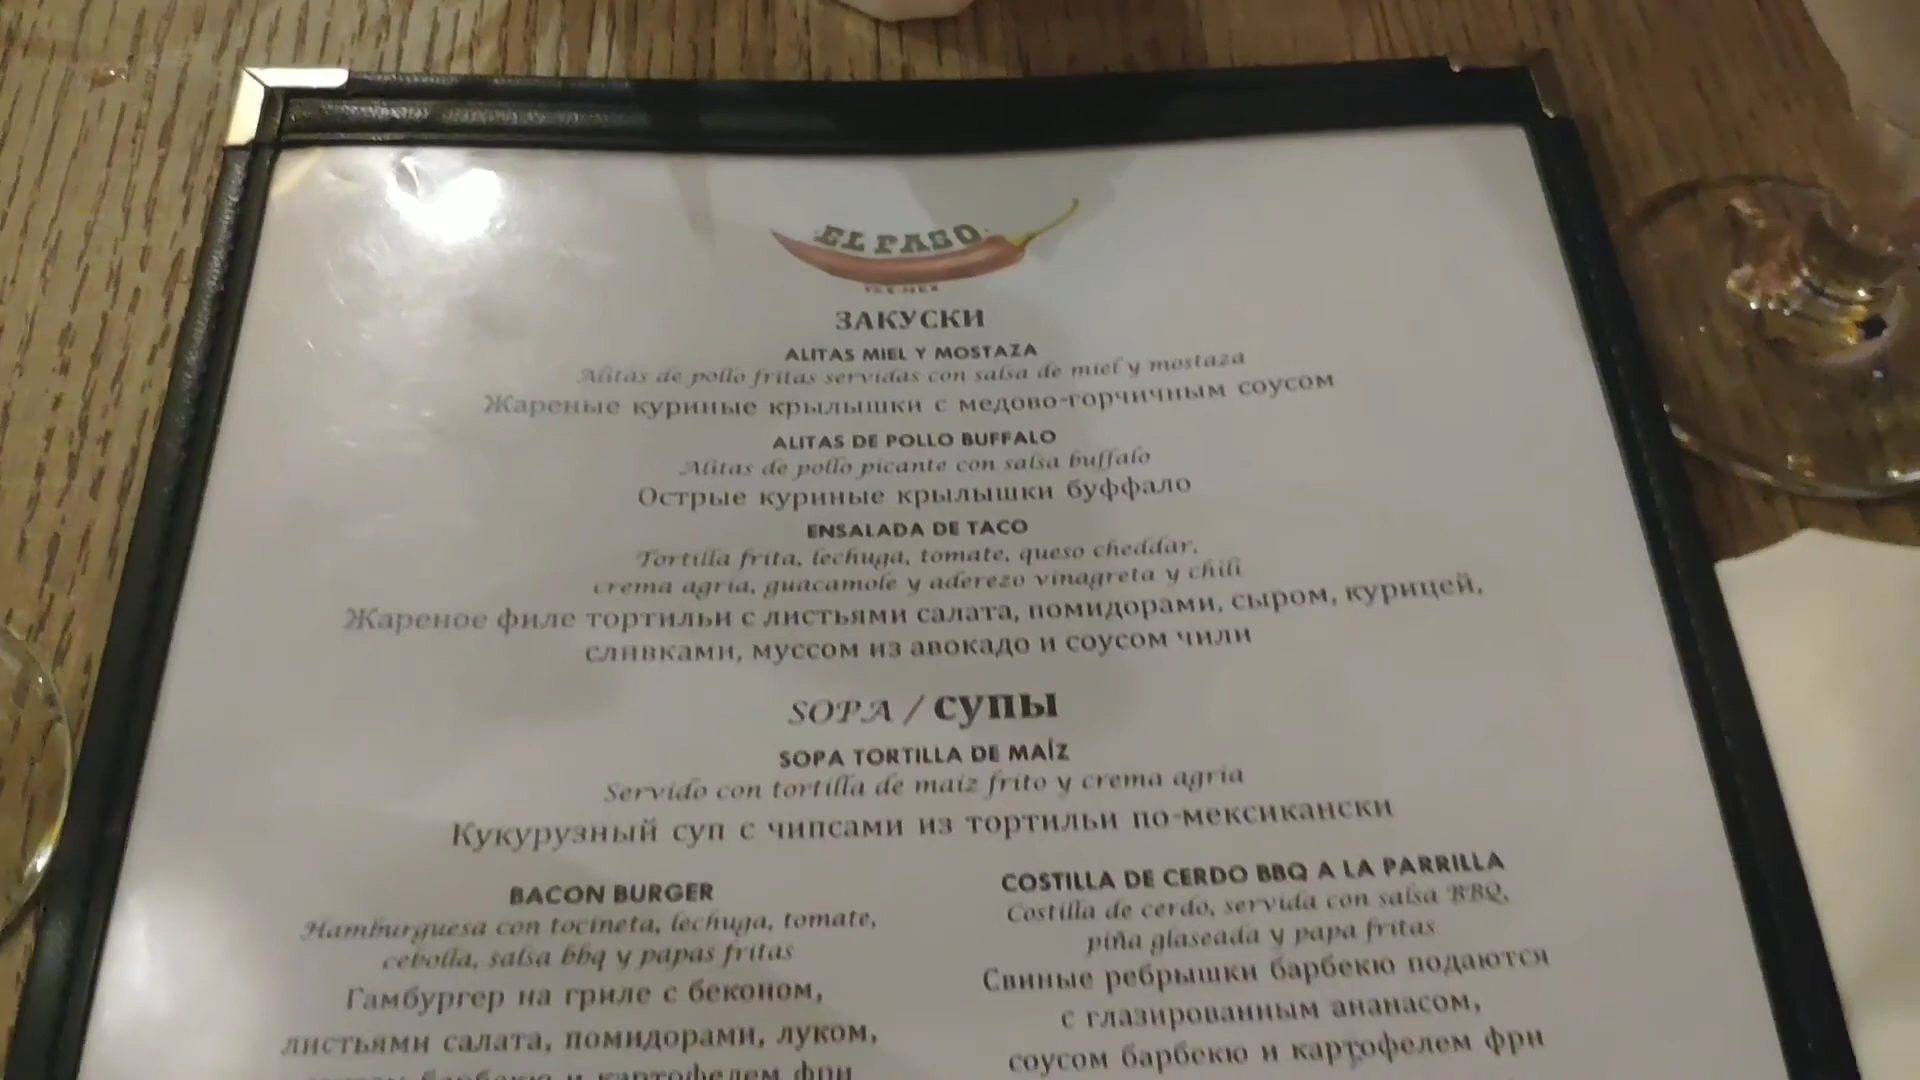 EL PASO
TEX-MEX
ЗАКУСКИ
ALITAS MIEL Y MOSTAZA
Alitas de pollo fritas servidas con salsa de miel y mostaza
Жареные куриные крылышки с медово-горчичным соусом
ALITAS DE POLLO BUFFALO
Alitas de pollo picante con salsa buffalo
Острые куриные крылышки буффало
ENSALADA DE TACO
Tortilla frita, lechuga, tomate, queso cheddar,
crema agria, guacamole y aderezo vinagreta y chili
Жареное филе тортильи с листьями салата, помидорами, сыром, курицей,
сливками, муссом из авокадо и соусом чили
SOPA / супы
SOPA TORTILLA DE MAÍZ
Servido con tortilla de maiz frito y crema agria
Кукурузный суп с чипсами из тортильи по-мексикански
BACON BURGER
Hamburguesa con tocineta, lechuga, tomate,
cebolla, salsa bbq y papas fritas
Гамбургер на гриле с беконом,
листьями салата, помидорами, луком,
барбекю и картофелем фри
COSTILLA DE CERDO BBQ A LA PARRILLA
Costilla de cerdo, servida con salsa BBQ,
piña glaseada y papa fritas
Свиные ребрышки барбекю подаются
с глазированным ананасом,
соусом барбекю и картофелем фри